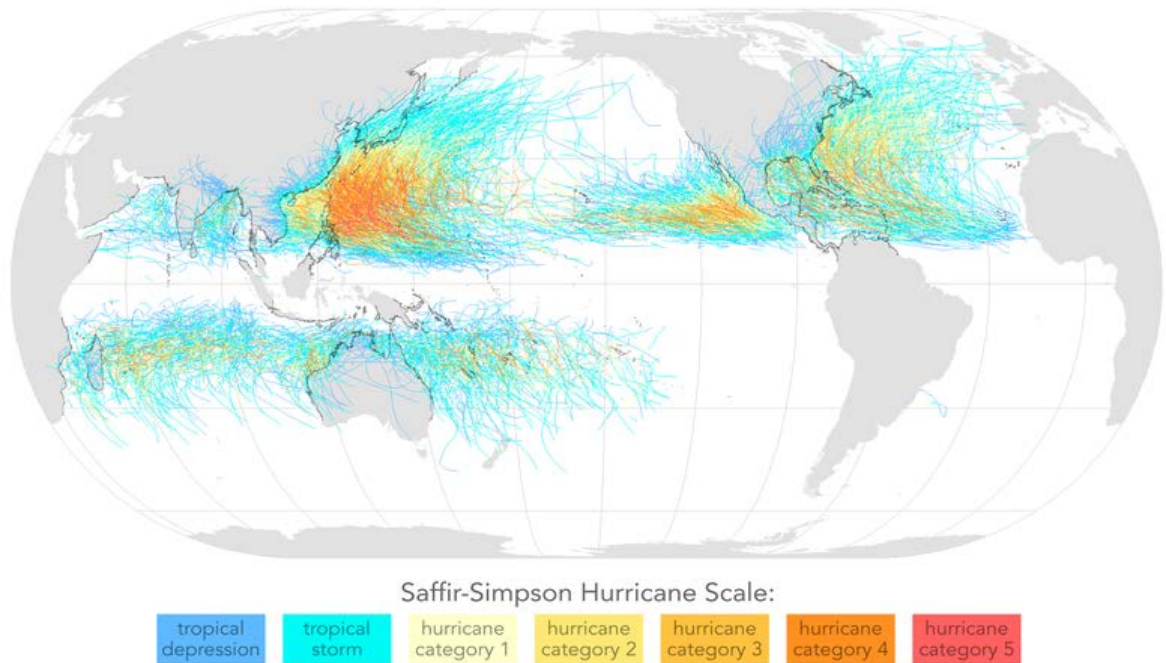 Saffir-Simpson Hurricane Scale:
tropical
depression
tropical
storm
hurricane
category 1
hurricane
category 2
hurricane
category 3
hurricane
category 4
hurricane
category 5